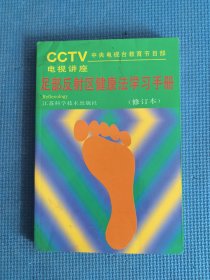 CCTV 中央电视台教育节目部
电视讲座
足部反射区健康法学习手册
Reflexology
江苏科学技术出版社
（修订本）